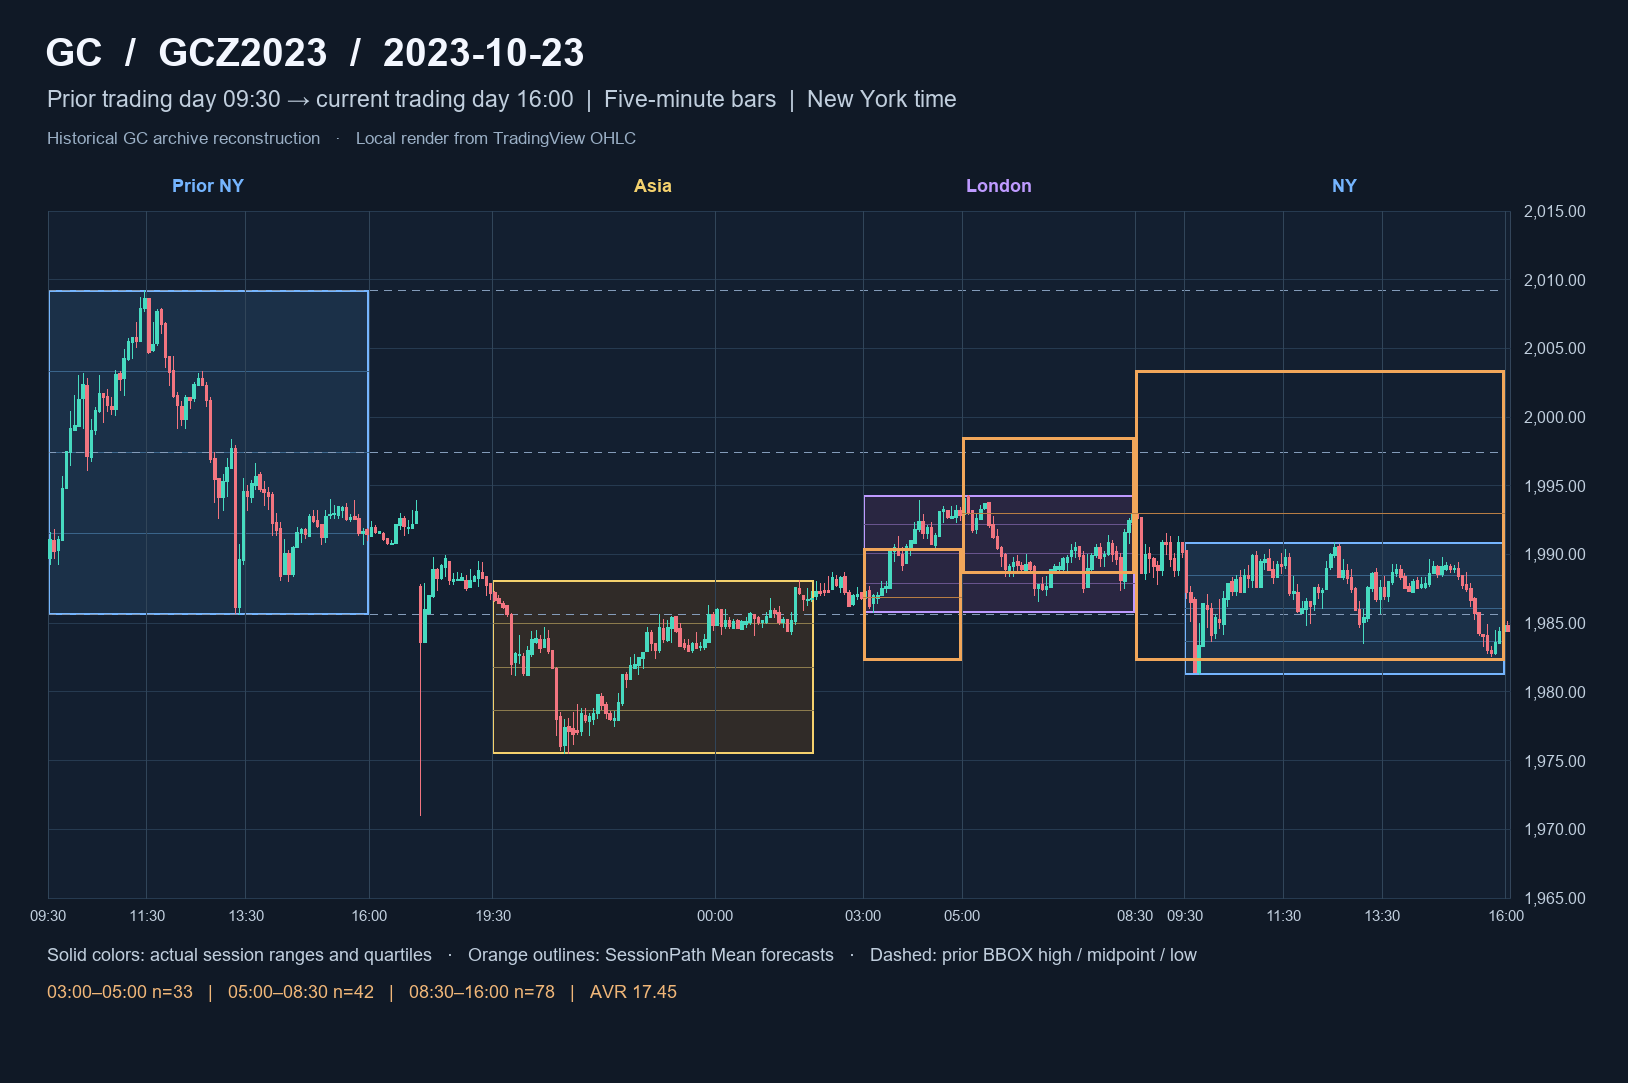 GC / GCZ2023 / 2023-10-23
Prior trading day 09:30 → current trading day 16:00 | Five-minute bars | New York time
Historical GC archive reconstruction · Local render from TradingView OHLC
Prior NY Asia London NY
2,015.00
2,010.00
2,005.00
2,000.00
1,995.00
1,990.00
1,985.00
1,980.00
1,975.00
1,970.00
1,965.00
09:30 11:30 13:30 16:00 19:30 00:00 03:00 05:00 08:30 09:30 11:30 13:30 16:00
Solid colors: actual session ranges and quartiles · Orange outlines: SessionPath Mean forecasts · Dashed: prior BBOX high / midpoint / low
03:00–05:00 n=33 | 05:00–08:30 n=42 | 08:30–16:00 n=78 | AVR 17.45